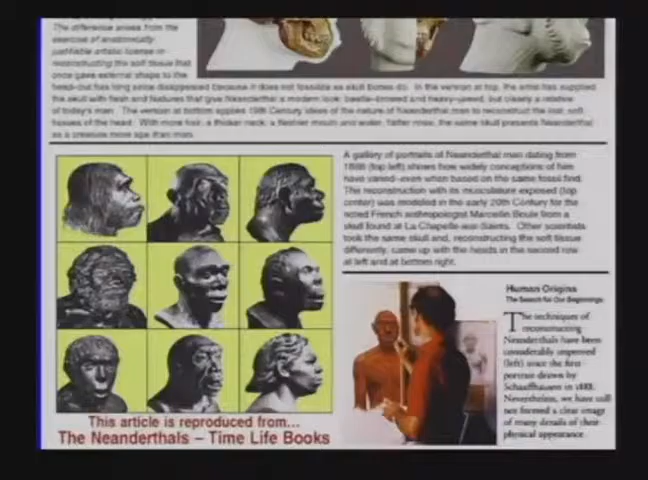 The difference arises from the
exercise of anatomically
justifiable artistic license in
reconstructing the soft tissue that
once gave external shape to the
head-but has long since disappeared because it does not fossilize as skull bones do. In the version at top, the artist has supplied
the skull with flesh and features that give Neanderthal a modern look: beetle-browed and heavy-jawed, but clearly a relative
of today's man. The version at bottom applies 19th Century ideas of the nature of Neanderthal man to reconstruct the lost, soft
tissues of the head. With more hair, a thicker neck, a flesher mouth and wider, flatter nose, the same skull presents Neanderthal
as a creature more ape than man.
A gallery of portraits of Neanderthal man dating from
1888 (top left) shows how widely conceptions of him
have varied-even when based on the same fossil find.
The reconstruction with its musculature exposed (top
center) was modeled in the early 20th Century for the
noted French anthropologist Marcellin Boule from a
skull found at La Chapelle-aux-Saints. Other scientists
took the same skull and, reconstructing the soft tissue
differently, came up with the heads in the second row
at left and at bottom right.
Human Origins
The Search for Our Beginnings
The techniques of
reconstructing
Neanderthals have been
considerably improved
(left) since the first
portrait drawn by
Schaaffhausen in 1888.
Nevertheless, we have still
not formed a clear image
of many details of their
physical appearance.
This article is reproduced from...
The Neanderthals – Time Life Books